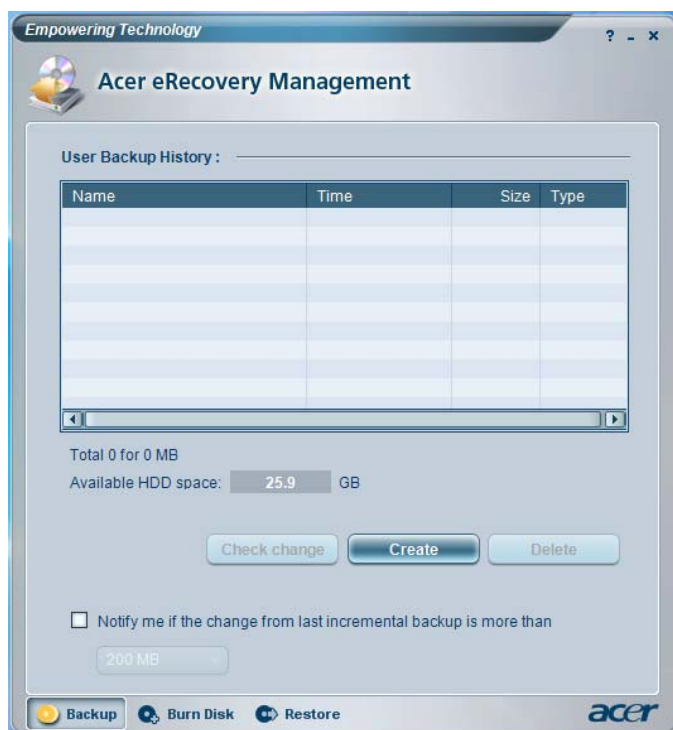 Empowering Technology
? - x
Acer eRecovery Management
User Backup History :
Name Time Size Type
Total 0 for 0 MB
Available HDD space: 25.9 GB
Check change Create Delete
Notify me if the change from last incremental backup is more than
200 MB
Backup Burn Disk Restore acer